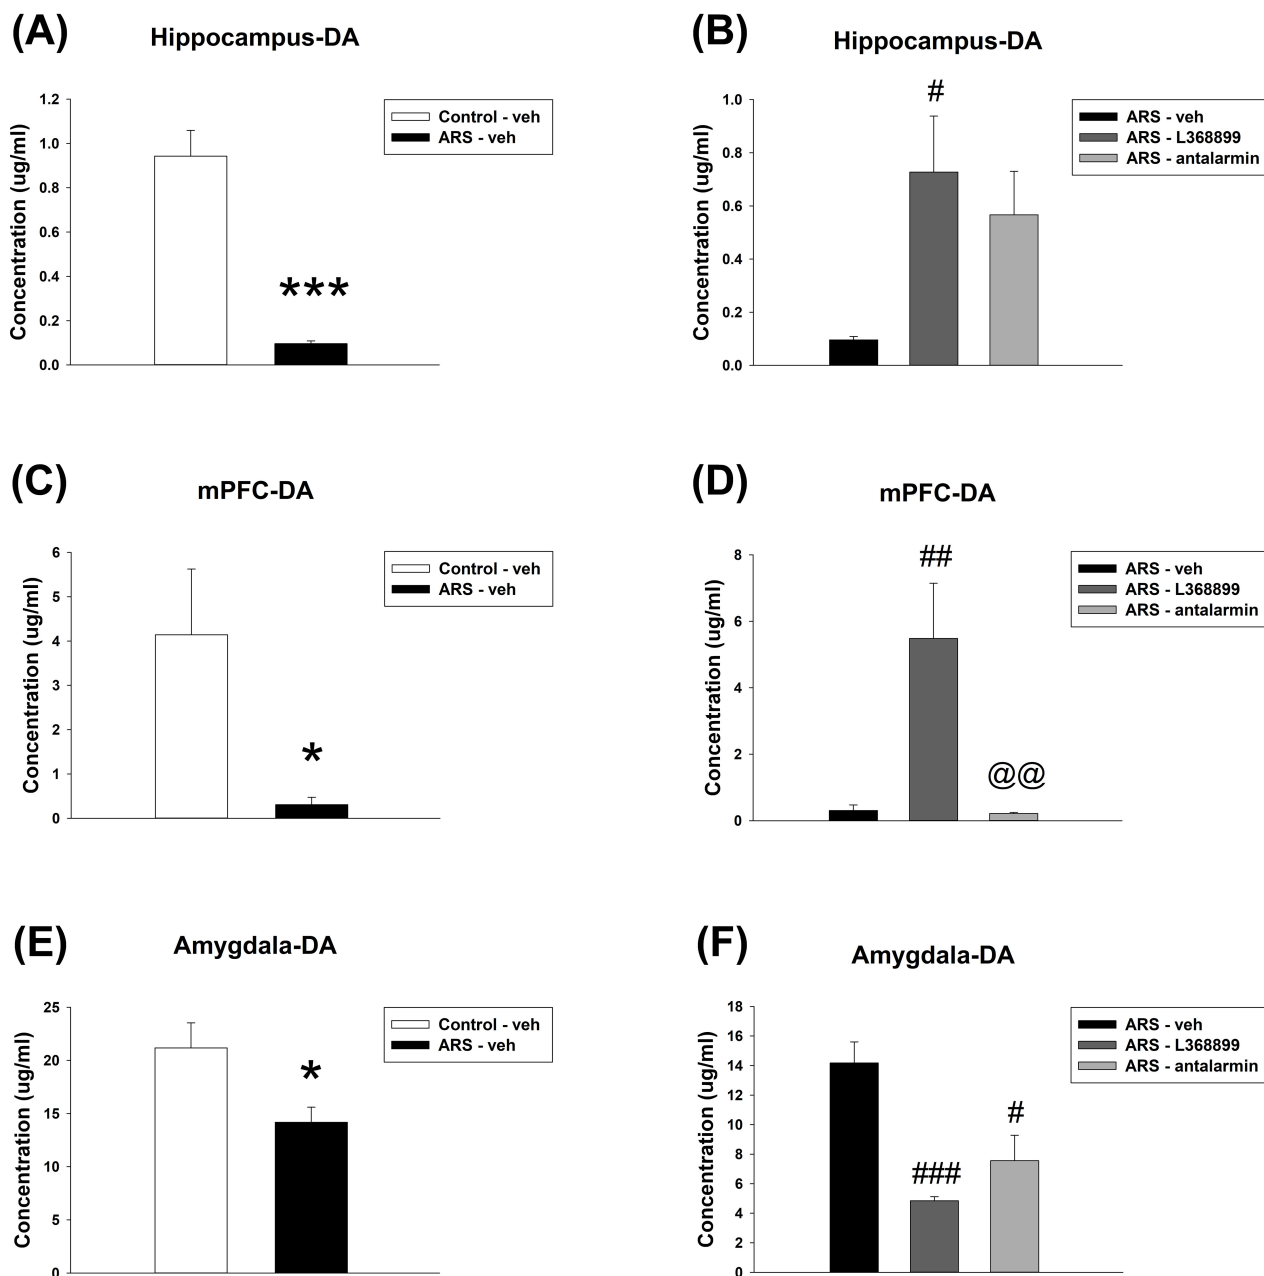 (A)
Hippocampus-DA
Concentration (ug/ml)
1.2
1.0
0.8
0.6
0.4
0.2
0.0
***
Control - veh
ARS - veh
(B)
Hippocampus-DA
Concentration (ug/ml)
1.0
0.8
0.6
0.4
0.2
0.0
#
ARS - veh
ARS - L368899
ARS - antalarmin
(C)
mPFC-DA
Concentration (ug/ml)
6
5
4
3
2
1
0
*
Control - veh
ARS - veh
(D)
mPFC-DA
Concentration (ug/ml)
8
6
4
2
0
##
@@
ARS - veh
ARS - L368899
ARS - antalarmin
(E)
Amygdala-DA
Concentration (ug/ml)
25
20
15
10
5
0
*
Control - veh
ARS - veh
(F)
Amygdala-DA
Concentration (ug/ml)
18
16
14
12
10
8
6
4
2
0
###
#
ARS - veh
ARS - L368899
ARS - antalarmin